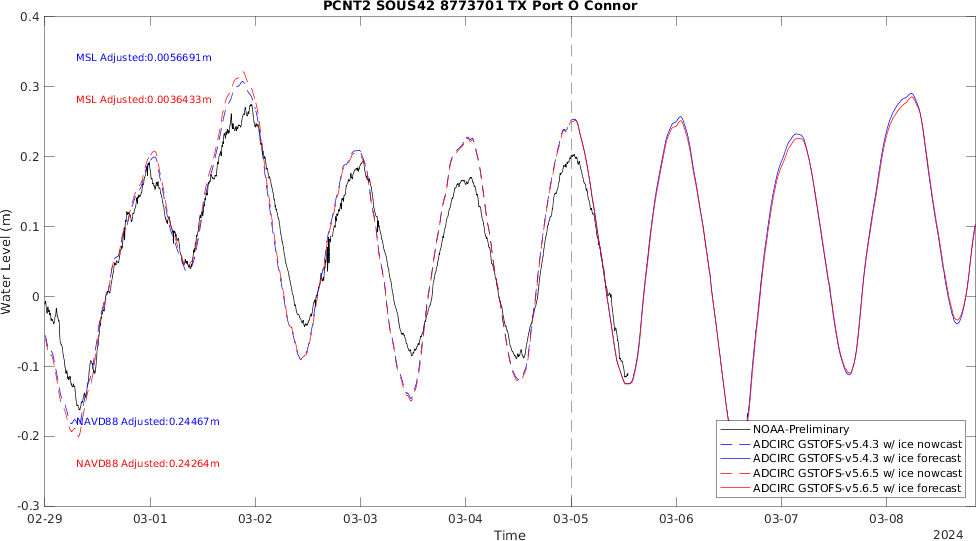 PCNT2 SOUS42 8773701 TX Port O Connor
0.4
0.3
0.2
0.1
0
-0.1
-0.2
-0.3
Water Level (m)
MSL Adjusted:0.0056691m
MSL Adjusted:0.0036433m
NAVD88 Adjusted:0.24467m
NAVD88 Adjusted:0.24264m
NOAA-Preliminary
ADCIRC GSTOFS-v5.4.3 w/ ice nowcast
ADCIRC GSTOFS-v5.4.3 w/ ice forecast
ADCIRC GSTOFS-v5.6.5 w/ ice nowcast
ADCIRC GSTOFS-v5.6.5 w/ ice forecast
02-29 03-01 03-02 03-03 03-04 03-05 03-06 03-07 03-08
Time
2024